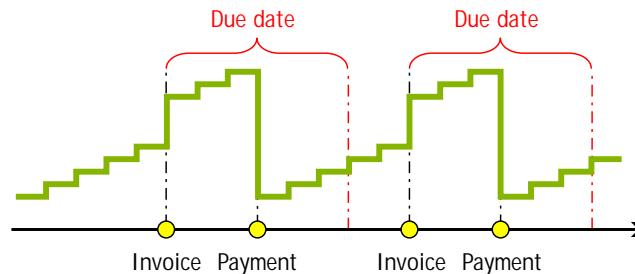 Due date
Due date
Invoice
Payment
Invoice
Payment